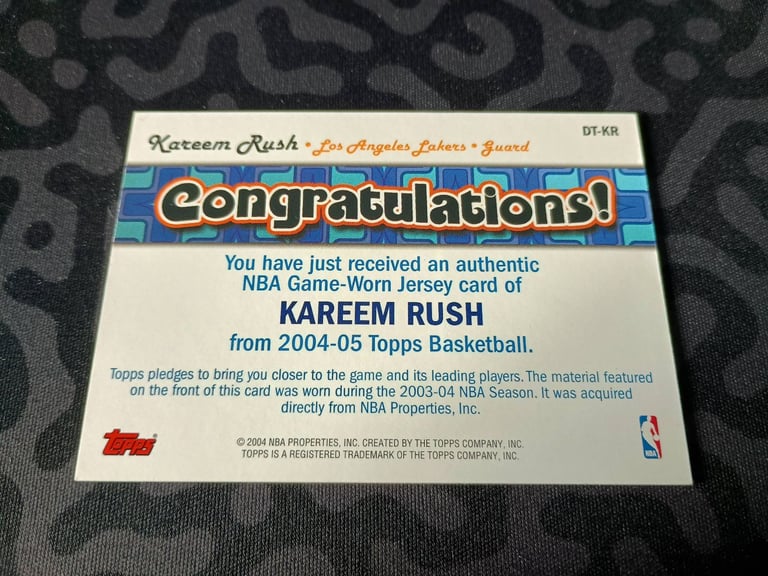 Kareem Rush • Los Angeles Lakers • Guard
DT-KR
Congratulations!
You have just received an authentic
NBA Game-Worn Jersey card of
KAREEM RUSH
from 2004-05 Topps Basketball.
Topps pledges to bring you closer to the game and its leading players. The material featured
on the front of this card was worn during the 2003-04 NBA Season. It was acquired
directly from NBA Properties, Inc.
Topps
© 2004 NBA PROPERTIES, INC. CREATED BY THE TOPPS COMPANY, INC.
TOPPS IS A REGISTERED TRADEMARK OF THE TOPPS COMPANY, INC.
NBA